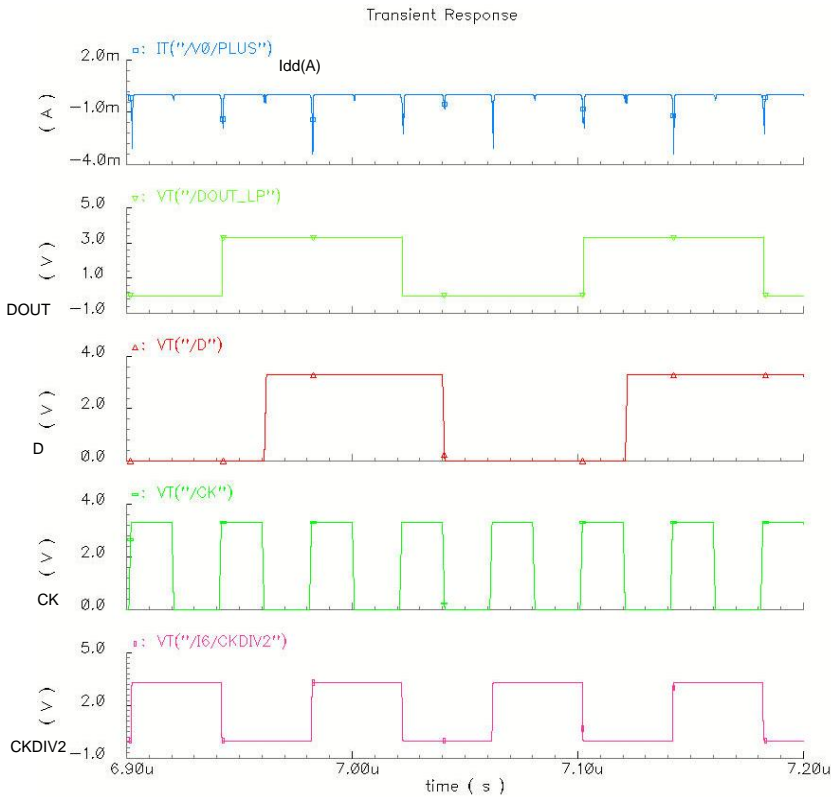 Transient Response
▫: IT("/V0/PLUS")
Idd(A)
2.0m
-1.0m
-4.0m
(A)
▿: VT("/DOUT_LP")
5.0
3.0
1.0
-1.0
(V)
DOUT
▵: VT("/D")
4.0
2.0
0.0
(V)
D
=: VT("/CK")
4.0
2.0
0.0
(V)
CK
▯: VT("/I6/CKDIV2")
5.0
2.0
-1.0
(V)
CKDIV2
6.90u 7.00u 7.10u 7.20u
time ( s )